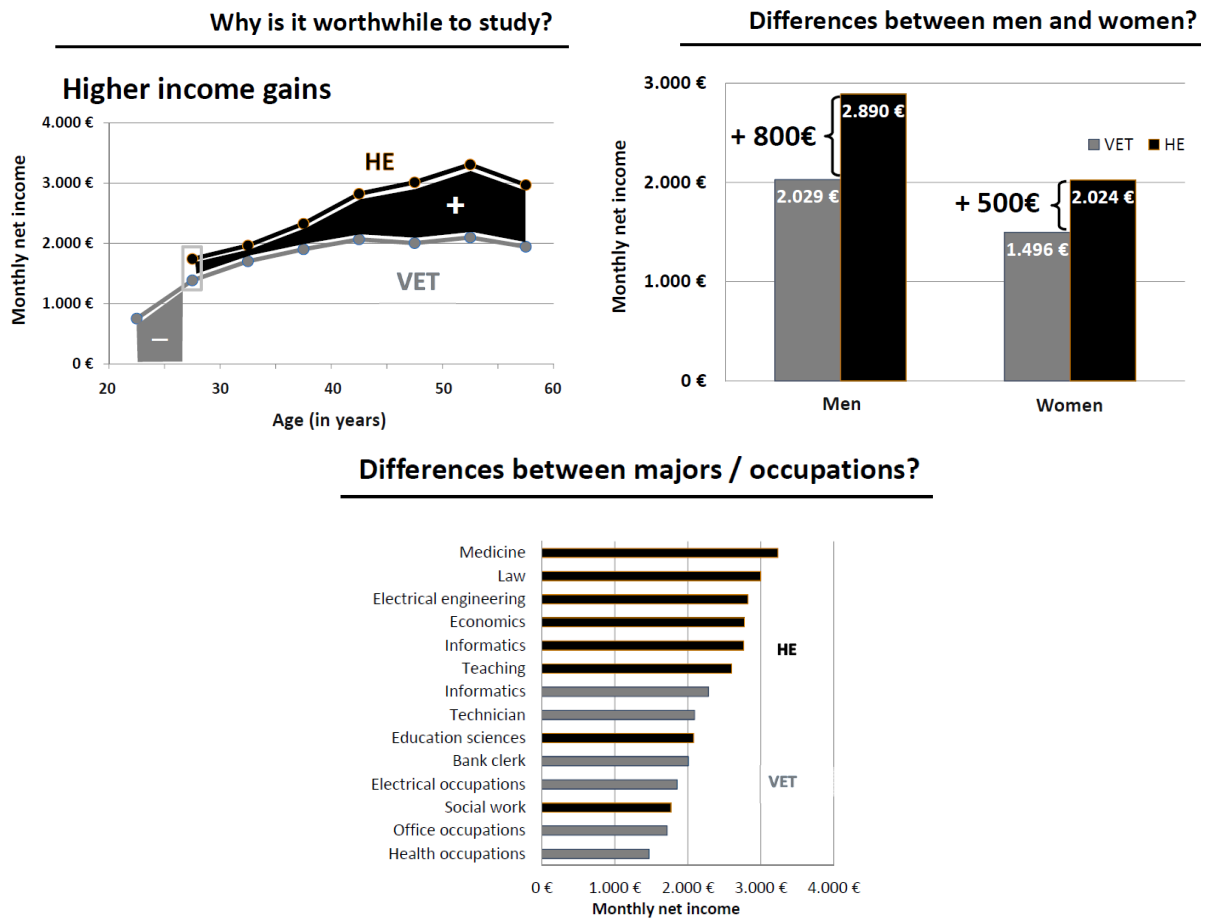 Why is it worthwhile to study?
Higher income gains
4.000 €
3.000 €
2.000 €
1.000 €
0 €
Monthly net income
HE
+
VET
–
20 30 40 50 60
Age (in years)
Differences between men and women?
3.000 €
2.000 €
1.000 €
0 €
Monthly net income
+ 800€
2.890 €
2.029 €
VET HE
+ 500€
2.024 €
1.496 €
Men Women
Differences between majors / occupations?
Medicine
Law
Electrical engineering
Economics
Informatics
Teaching
Informatics
Technician
Education sciences
Bank clerk
Electrical occupations
Social work
Office occupations
Health occupations
HE
VET
0 € 1.000 € 2.000 € 3.000 € 4.000 €
Monthly net income